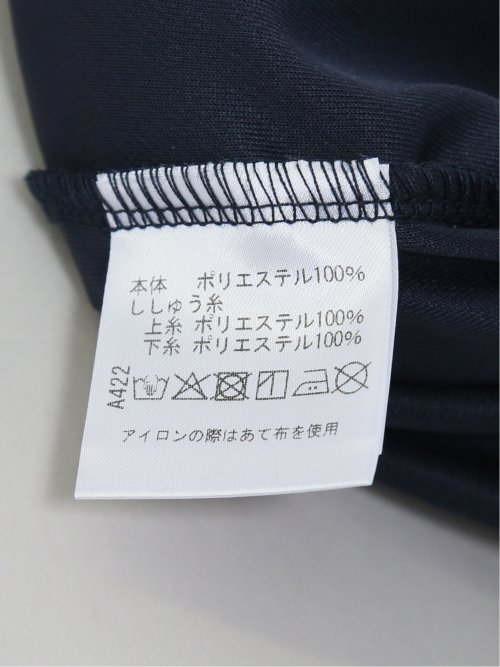 本体 ポリエステル100%
ししゅう糸
上糸 ポリエステル100%
下糸 ポリエステル100%
A422
アイロンの際はあて布を使用